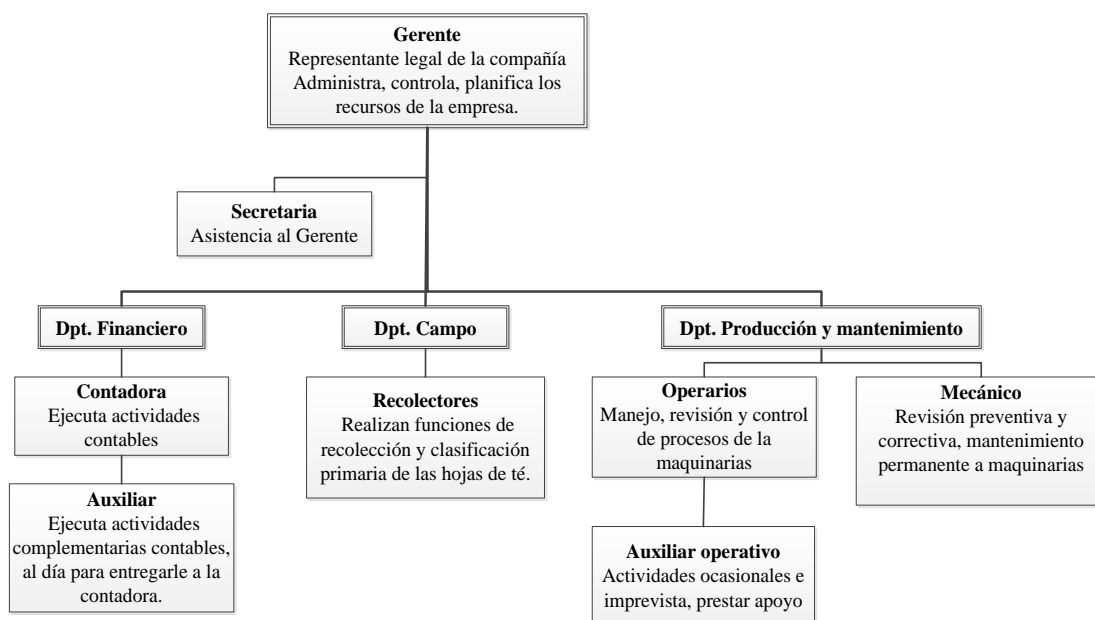 Gerente
Representante legal de la compañía
Administra, controla, planifica los
recursos de la empresa.
Secretaria
Asistencia al Gerente
Dpt. Financiero
Dpt. Campo
Dpt. Producción y mantenimiento
Contadora
Ejecuta actividades
contables
Recolectores
Realizan funciones de
recolección y clasificación
primaria de las hojas de té.
Operarios
Manejo, revisión y control
de procesos de la
maquinarias
Mecánico
Revisión preventiva y
correctiva, mantenimiento
permanente a maquinarias
Auxiliar
Ejecuta actividades
complementarias contables,
al día para entregarle a la
contadora.
Auxiliar operativo
Actividades ocasionales e
imprevista, prestar apoyo